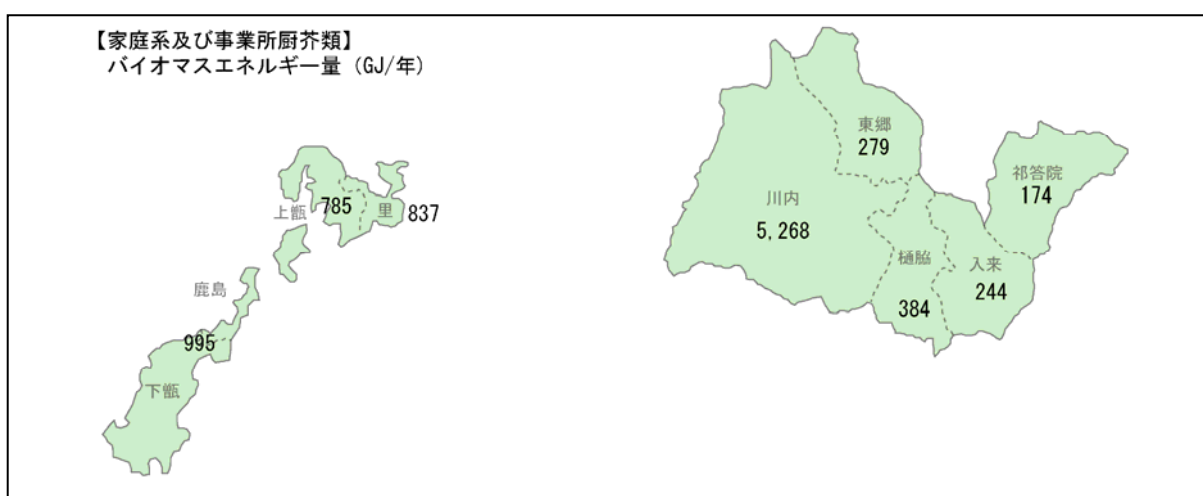 【家庭系及び事業所厨芥類】
バイオマスエネルギー量（GJ/年）
上甑
785
里
837
鹿島
995
下甑
東郷
279
祁答院
174
川内
5,268
樋脇
384
入来
244